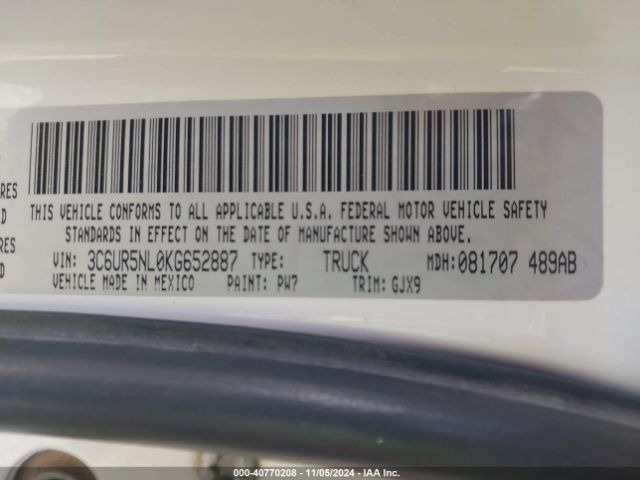 RES
D
RES
D
THIS VEHICLE CONFORMS TO ALL APPLICABLE U.S.A. FEDERAL MOTOR VEHICLE SAFETY
STANDARDS IN EFFECT ON THE DATE OF MANUFACTURE SHOWN ABOVE.
VIN: 3C6UR5NL0KG652887 TYPE: TRUCK MDH:081707 489AB
VEHICLE MADE IN MEXICO PAINT: PW7 TRIM: GJX9
000-40770208 - 11/05/2024 - IAA Inc.